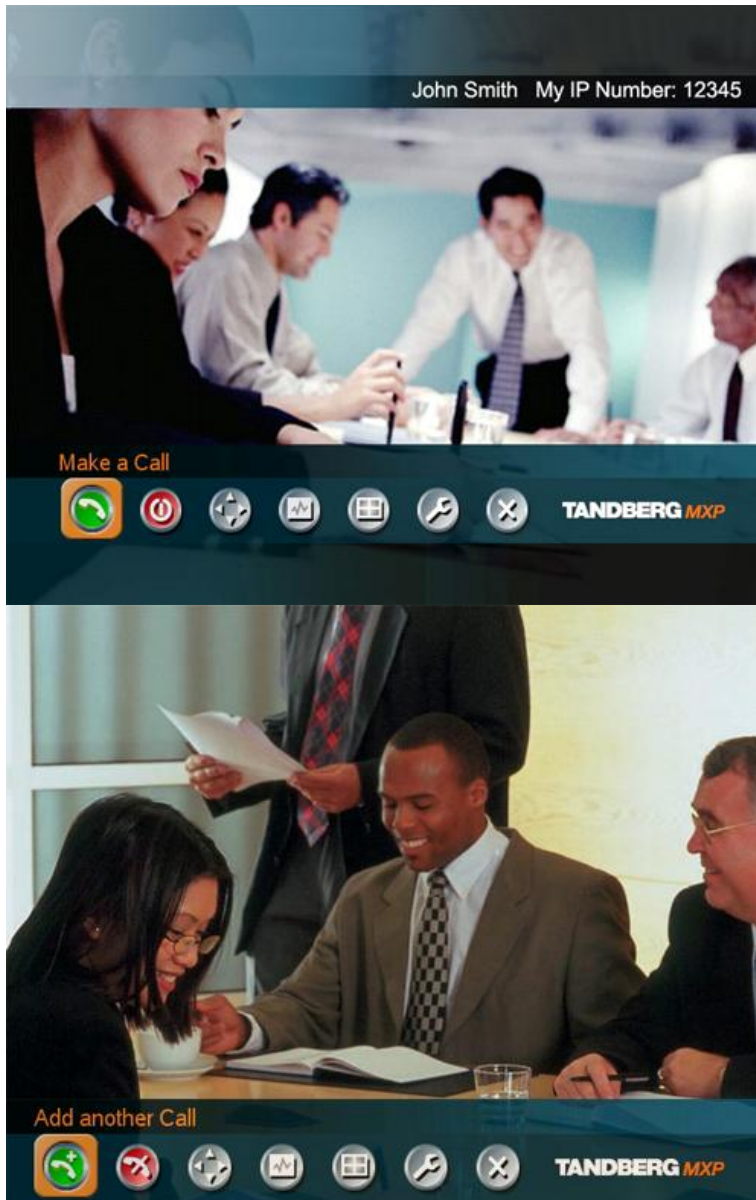 John Smith My IP Number: 12345
Make a Call
TANDBERG MXP
Add another Call
TANDBERG MXP